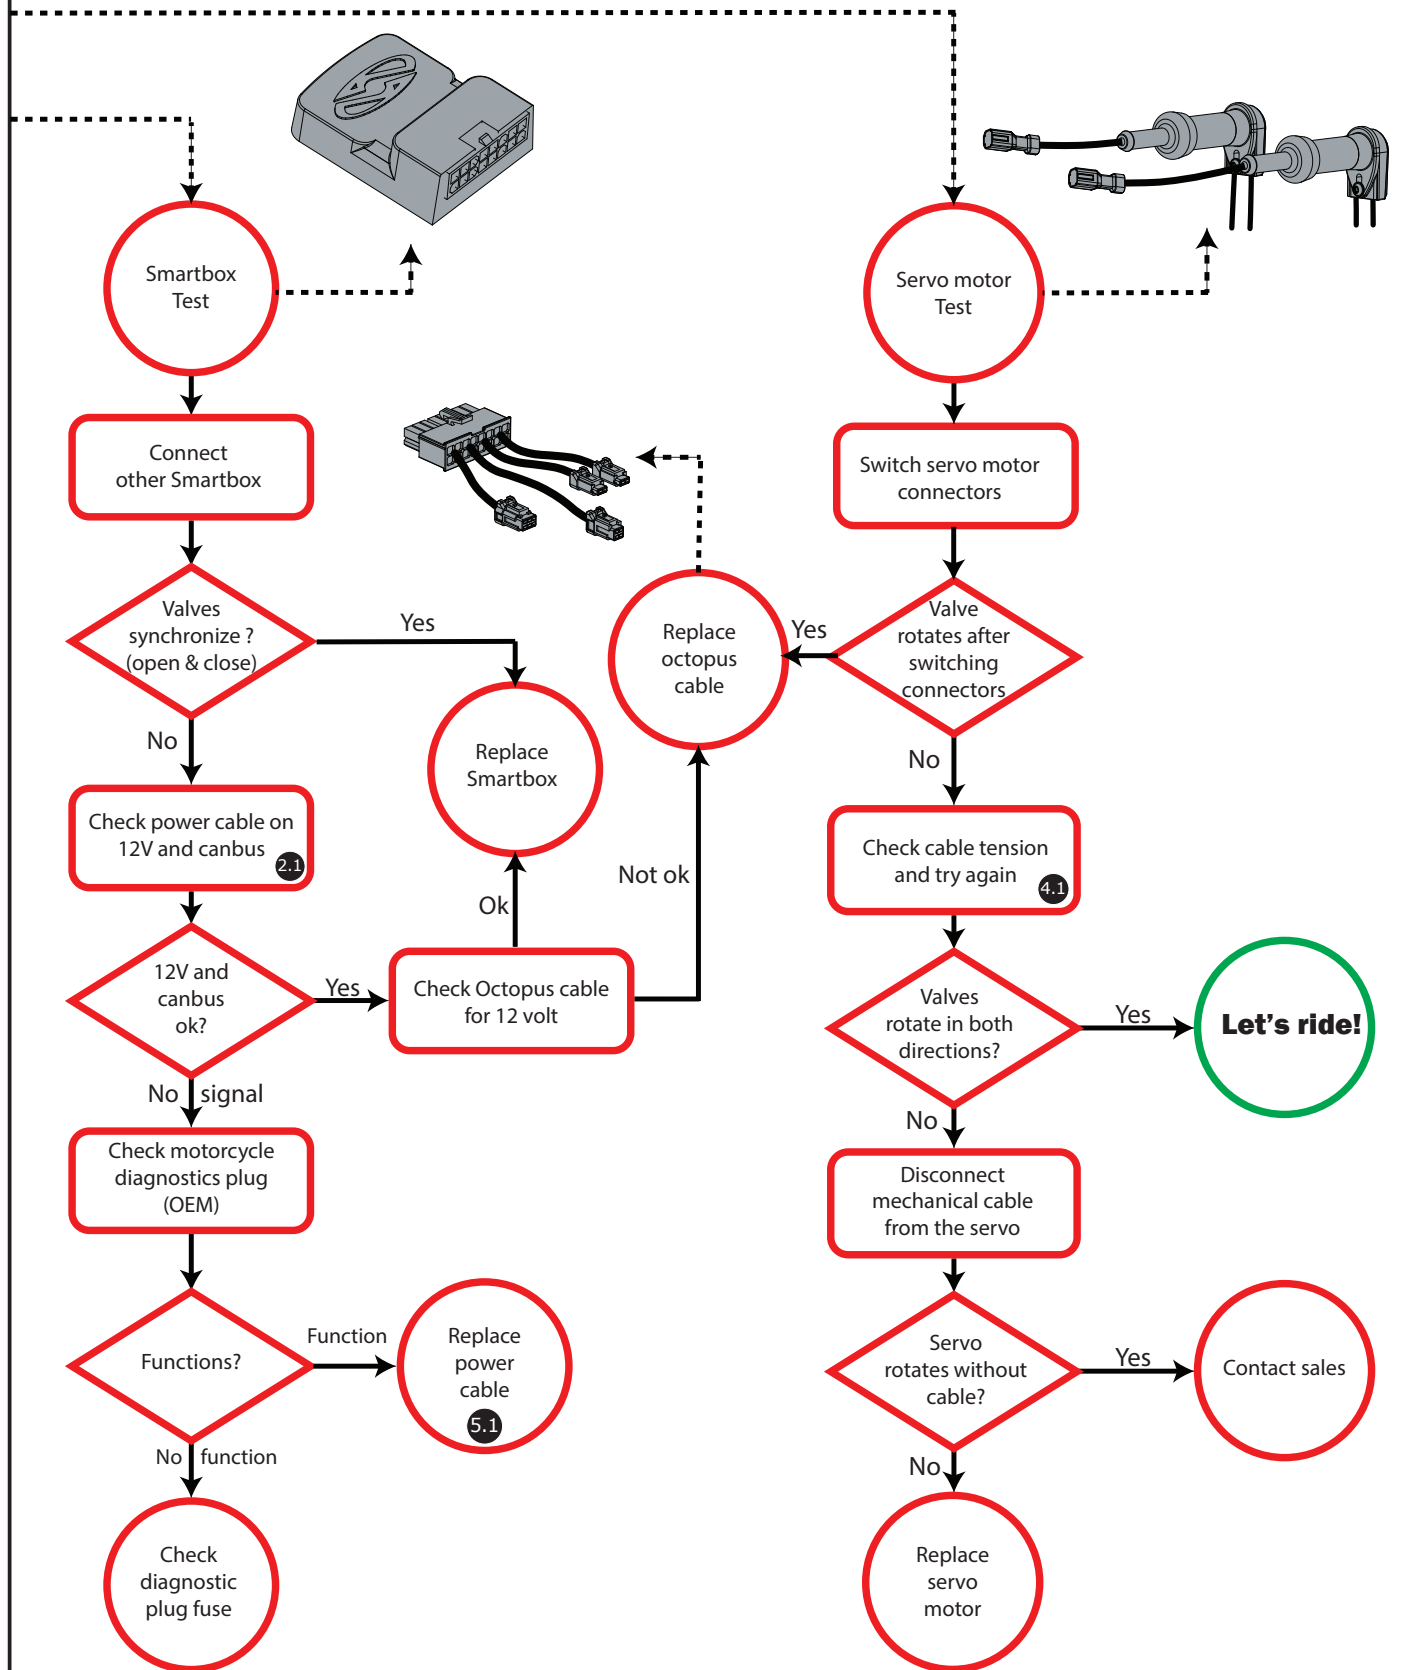 Smartbox
Test
Connect
other Smartbox
Valves
synchronize ?
(open & close)
Yes
No
Replace
Smartbox
Check power cable on
12V and canbus
2.1
12V and
canbus
ok?
Yes
Check Octopus cable
for 12 volt
Ok
Not ok
Replace
octopus
cable
No signal
Check motorcycle
diagnostics plug
(OEM)
Functions?
Function
Replace
power
cable
5.1
No function
Check
diagnostic
plug fuse
Servo motor
Test
Switch servo motor
connectors
Valve
rotates after
switching
connectors
Yes
No
Check cable tension
and try again
4.1
Valves
rotate in both
directions?
Yes
Let's ride!
No
Disconnect
mechanical cable
from the servo
Servo
rotates without
cable?
Yes
Contact sales
No
Replace
servo
motor